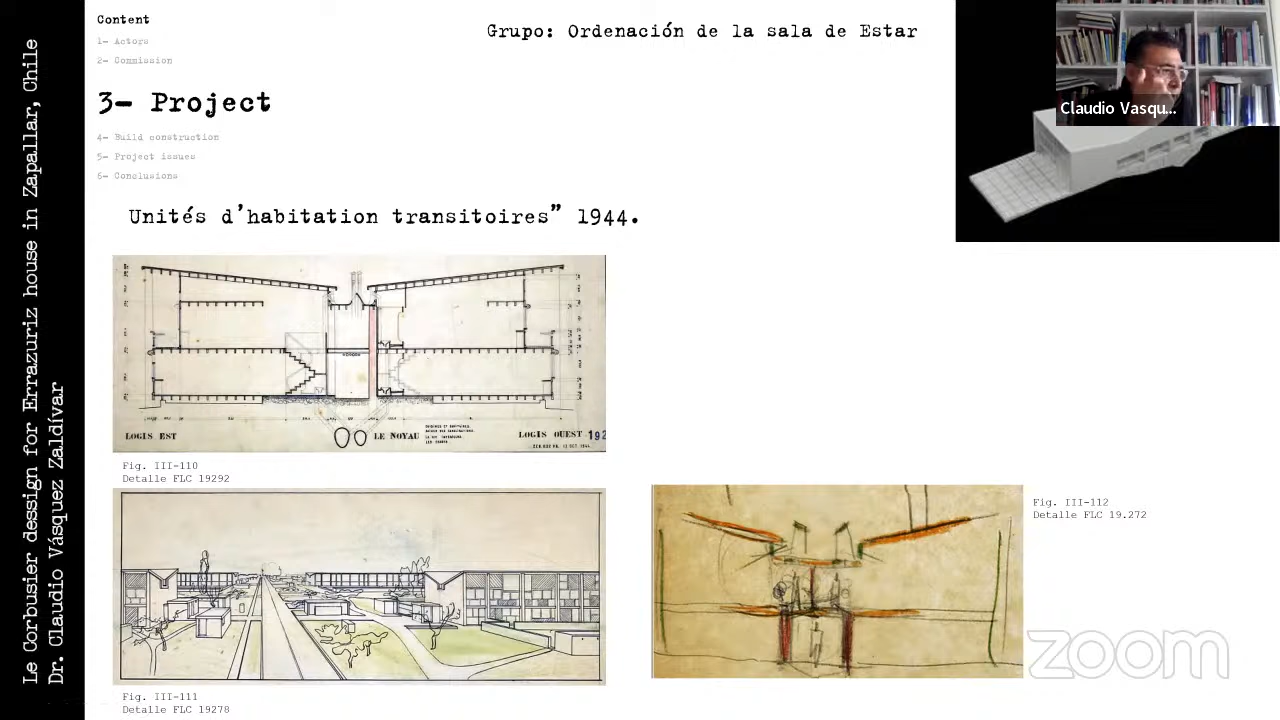 Content
1- Actors
2- Commission
3- Project
4- Build construction
5- Project issues
6- Conclusions
Grupo: Ordenación de la sala de Estar
Claudio Vasqu...
Le Corbusier dessign for Errazuriz house in Zapallar, Chile
Dr. Claudio Vásquez Zaldívar
Unités d'habitation transitoires” 1944.
LOGIS EST
LE NOYAU
LOGIS OUEST
192
Fig. III-110
Detalle FLC 19292
Fig. III-111
Detalle FLC 19278
Fig. III-112
Detalle FLC 19.272
zoom